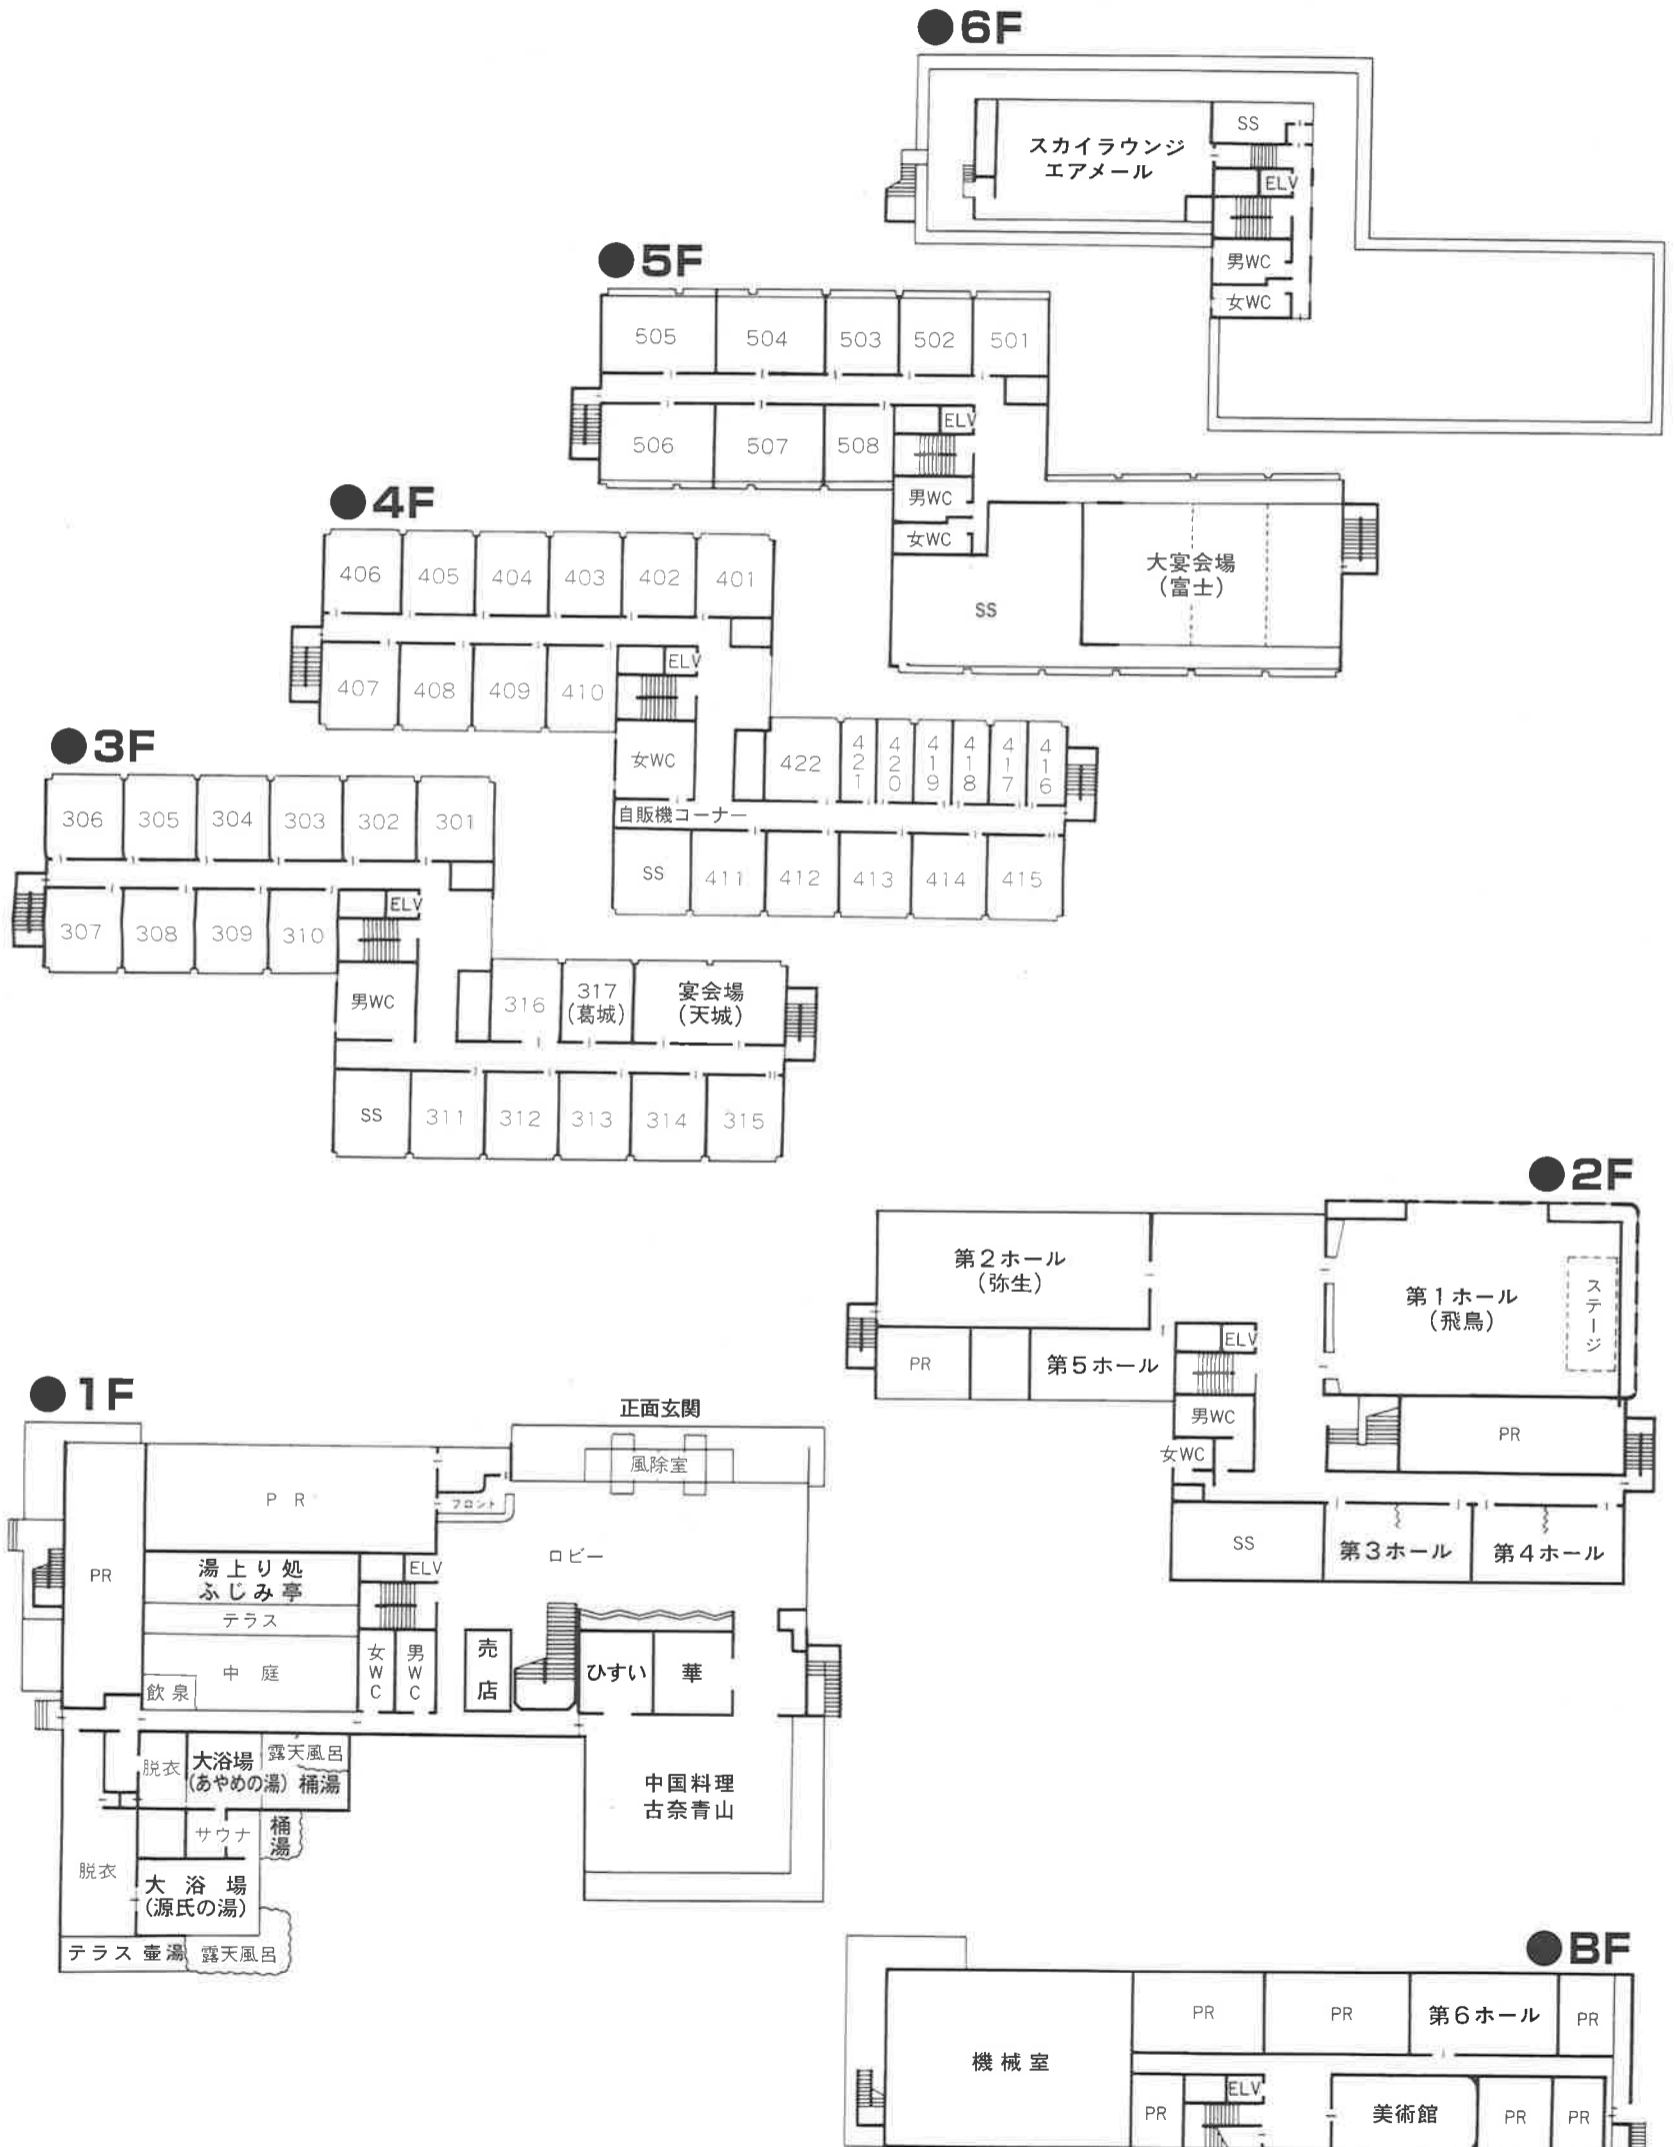 ●6F
SS
スカイラウンジ
エアメール
ELV
男WC
女WC
●5F
505
504
503
502
501
ELV
506
507
508
男WC
女WC
大宴会場
(富士)
SS
●4F
406
405
404
403
402
401
ELV
407
408
409
410
女WC
422
421
420
419
418
417
416
自販機コーナー
SS
411
412
413
414
415
●3F
306
305
304
303
302
301
ELV
307
308
309
310
男WC
316
317
(葛城)
宴会場
(天城)
SS
311
312
313
314
315
●2F
第2ホール
(弥生)
第1ホール
(飛鳥)
ステージ
PR
第5ホール
ELV
男WC
女WC
PR
SS
第3ホール
第4ホール
●1F
正面玄関
風除室
P R
フロント
ロビー
PR
湯上り処
ふじみ亭
ELV
テラス
中庭
飲泉
女WC
男WC
売店
ひすい
華
脱衣
大浴場
(あやめの湯)
露天風呂
桶湯
中国料理
古奈青山
サウナ
桶湯
脱衣
大浴場
(源氏の湯)
テラス 壷湯
露天風呂
●BF
PR
PR
第6ホール
PR
機械室
PR
ELV
美術館
PR
PR